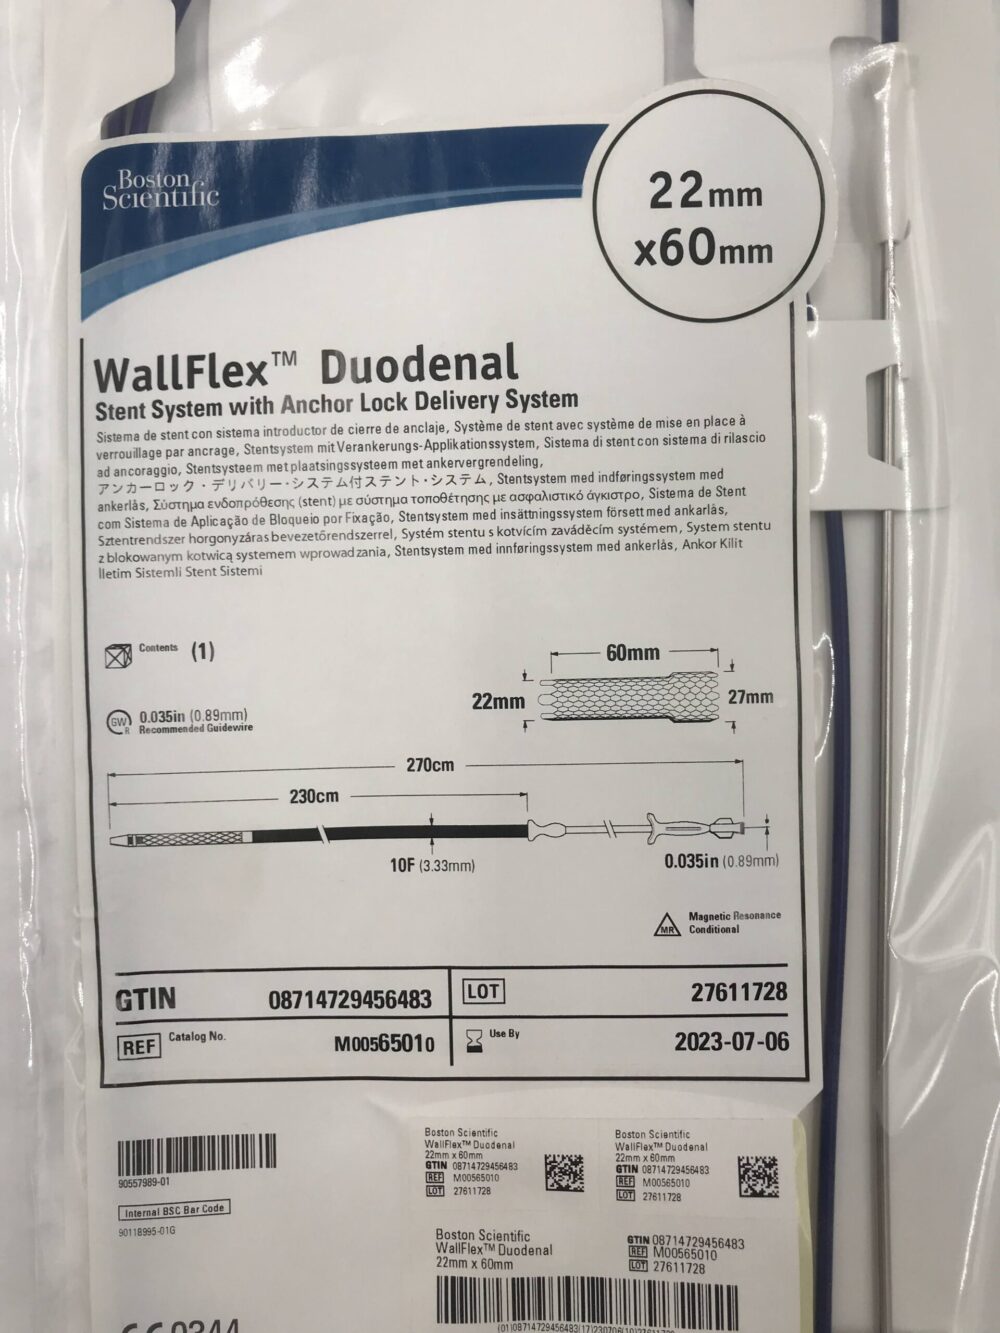 Boston
Scientific
22mm
x60mm
WallFlex™ Duodenal
Stent System with Anchor Lock Delivery System
Sistema de stent con sistema introductor de cierre de anclaje, Système de stent avec système de mise en place à
verrouillage par ancrage, Stentsystem mit Verankerungs-Applikationssystem, Sistema di stent con sistema di rilascio
ad ancoraggio, Stentsysteem met plaatsingssysteem met ankervergrendeling,
アンカーロック・デリバリー・システム付ステント・システム, Stentsystem med indføringssystem med
ankerlås, Σύστημα ενδοπρόθεσης (stent) με σύστημα τοποθέτησης με ασφαλιστικό άγκιστρο, Sistema de Stent
com Sistema de Aplicação de Bloqueio por Fixação, Stentsystem med insättningssystem försett med ankarlås,
Sztentrendszer horgonyzáras bevezetőrendszerrel, Systém stentu s kotvícím zaváděcím systémem, System stentu
z blokowanym kotwicą systemem wprowadzania, Stentsystem med innføringssystem med ankerlås, Ankor Kilit
İletim Sistemli Stent Sistemi
Contents (1)
60mm
22mm
27mm
GW
R
0.035in (0.89mm)
Recommended Guidewire
270cm
230cm
10F (3.33mm)
0.035in (0.89mm)
MR
Magnetic Resonance
Conditional
GTIN 08714729456483
LOT 27611728
REF Catalog No. M00565010
Use By 2023-07-06
90557989-01
Internal BSC Bar Code
90118995-01G
Boston Scientific
WallFlex™ Duodenal
22mm x 60mm
GTIN 08714729456483
REF M00565010
LOT 27611728
Boston Scientific
WallFlex™ Duodenal
22mm x 60mm
GTIN 08714729456483
REF M00565010
LOT 27611728
Boston Scientific
WallFlex™ Duodenal
22mm x 60mm
GTIN 08714729456483
REF M00565010
LOT 27611728
(01)08714729456483(17)230706(10)27611728
CE 0344